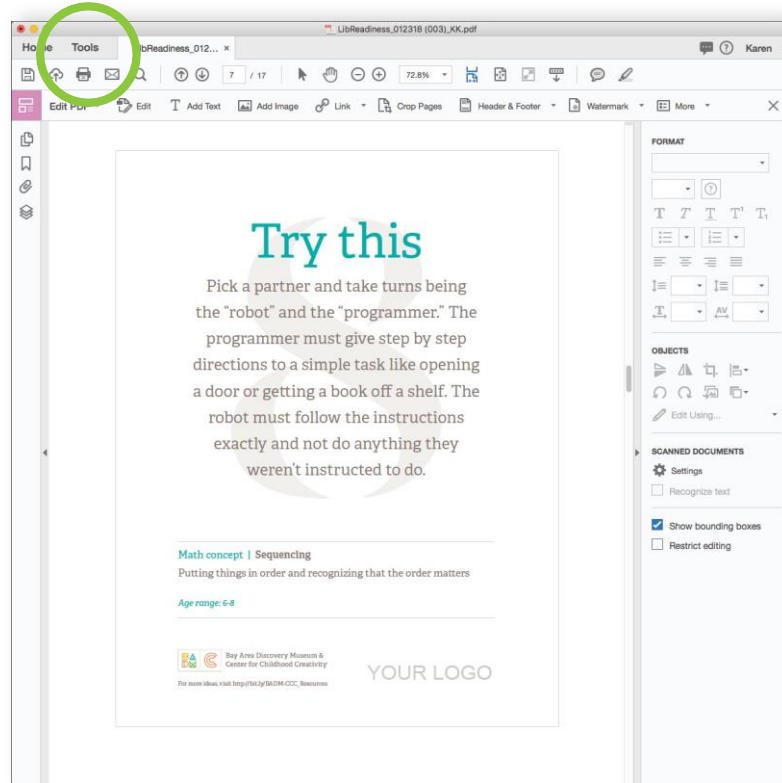 LibReadiness_012318 (003)_KK.pdf
Home Tools LibReadiness_012... × ? Karen
7 / 17 72.8%
Edit PDF Edit T Add Text Add Image Link Crop Pages Header & Footer Watermark More ×
FORMAT
?
T T T T¹ T₁
T AV
OBJECTS
Edit Using...
SCANNED DOCUMENTS
Settings
Recognize text
Show bounding boxes
Restrict editing
8
Try this
Pick a partner and take turns being
the “robot” and the “programmer.” The
programmer must give step by step
directions to a simple task like opening
a door or getting a book off a shelf. The
robot must follow the instructions
exactly and not do anything they
weren’t instructed to do.
Math concept | Sequencing
Putting things in order and recognizing that the order matters
Age range: 6-8
BADM C
Bay Area Discovery Museum &
Center for Childhood Creativity
For more ideas, visit http://bit.ly/BADM-CCC_Resources
YOUR LOGO